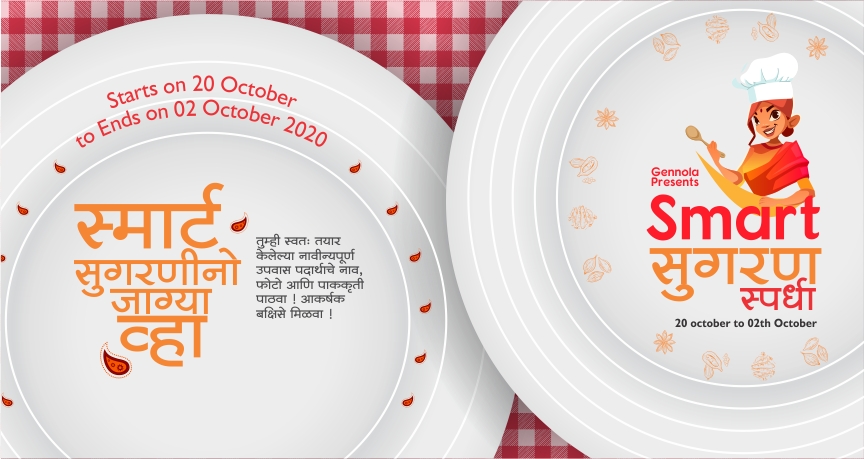 Starts on 20 October
to Ends on 02 October 2020
स्मार्ट
सुगरणीनो
जाग्या
व्हा
तुम्ही स्वतः तयार
केलेल्या नावीन्यपूर्ण
उपवास पदार्थाचे नाव,
फोटो आणि पाककृती
पाठवा ! आकर्षक
बक्षिसे मिळवा !
Gennola
Presents
Smart
सुगरण
स्पर्धा
20 october to 02th October